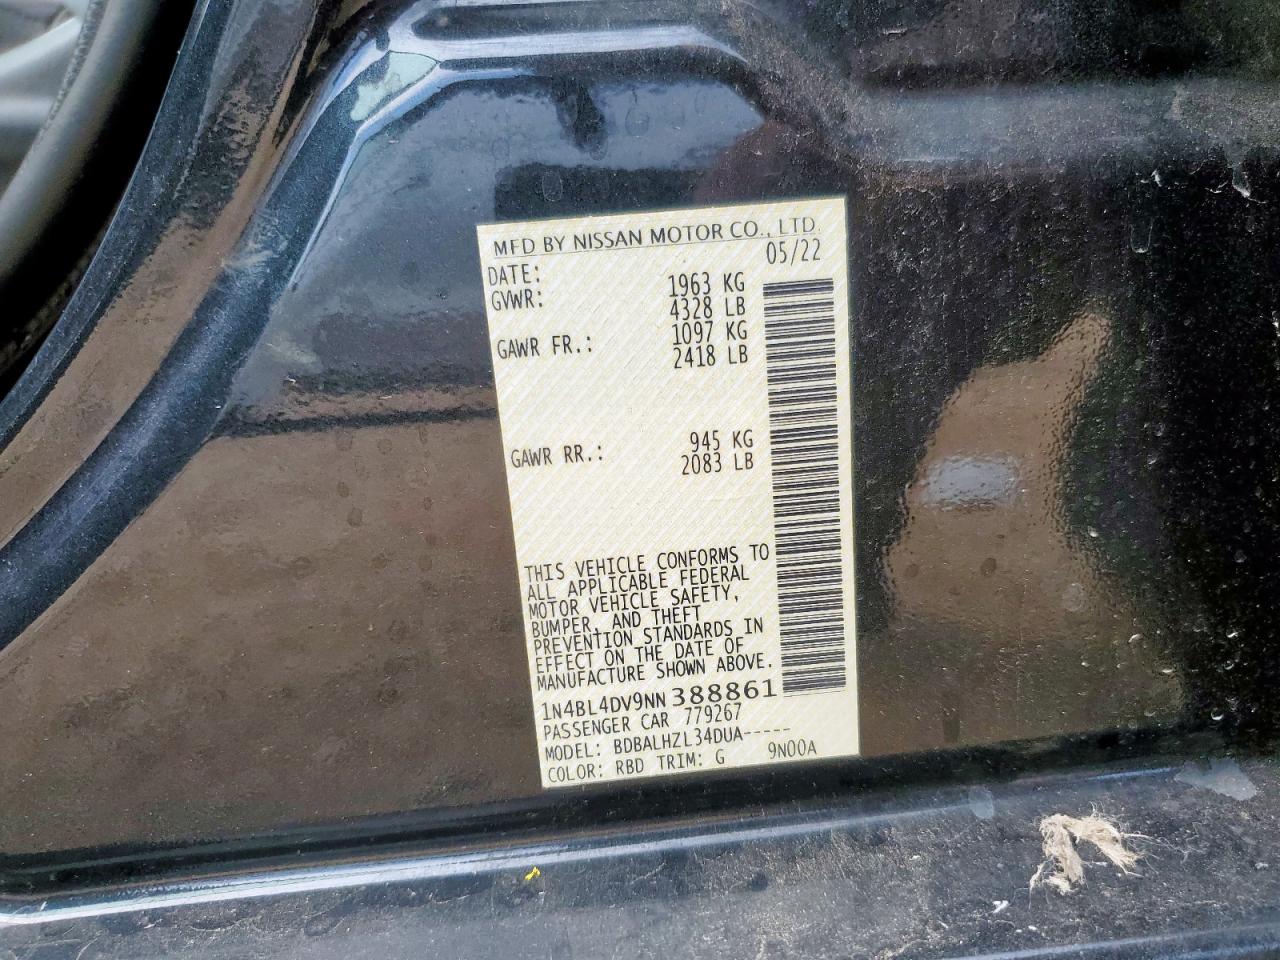 MFD BY NISSAN MOTOR CO., LTD.
DATE: 05/22
GVWR: 1963 KG
4328 LB
GAWR FR.: 1097 KG
2418 LB
GAWR RR.: 945 KG
2083 LB
THIS VEHICLE CONFORMS TO
ALL APPLICABLE FEDERAL
MOTOR VEHICLE SAFETY,
BUMPER, AND THEFT
PREVENTION STANDARDS IN
EFFECT ON THE DATE OF
MANUFACTURE SHOWN ABOVE.
1N4BL4DV9NN388861
PASSENGER CAR 779267
MODEL: BDBALHZL34DUA-----
COLOR: RBD TRIM: G 9N00A